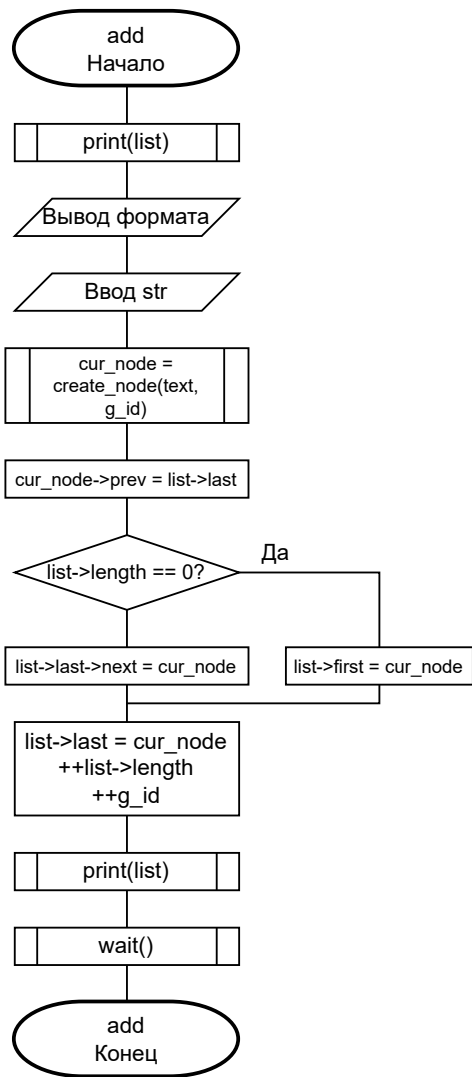 add
Начало
print(list)
Вывод формата
Ввод str
cur_node =
create_node(text,
g_id)
cur_node->prev = list->last
list->length == 0?
Да
list->last->next = cur_node
list->first = cur_node
list->last = cur_node
++list->length
++g_id
print(list)
wait()
add
Конец